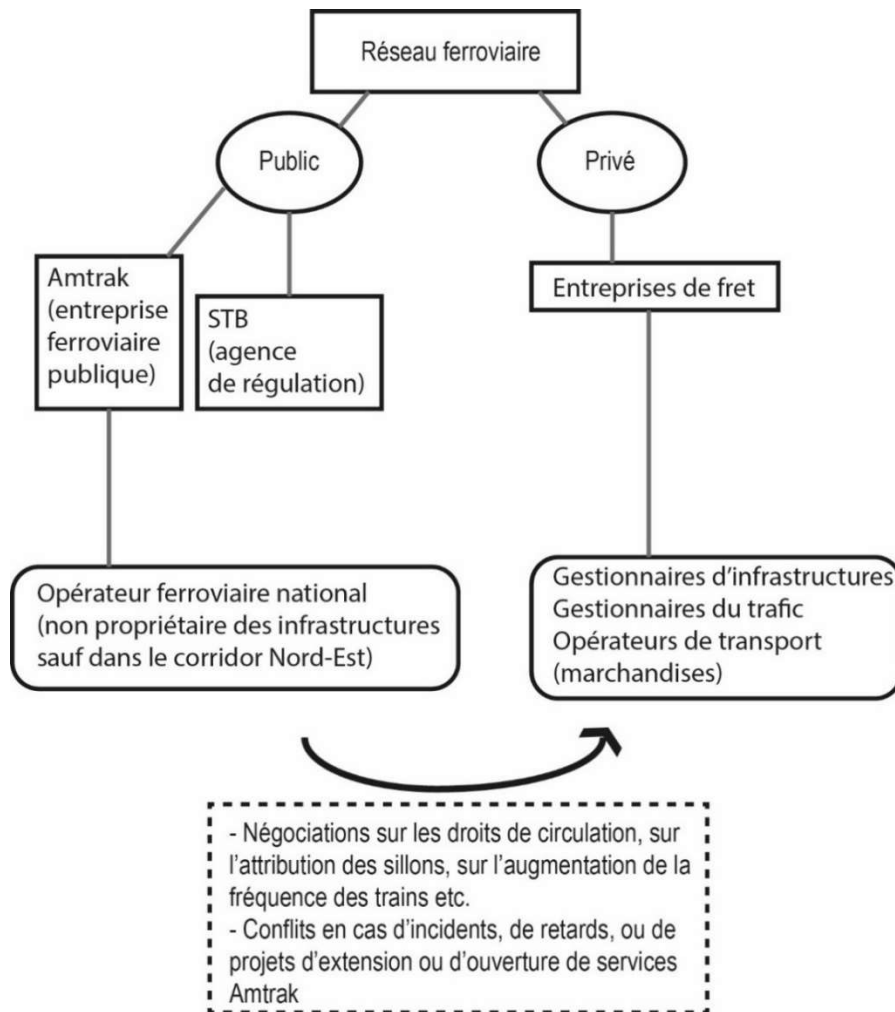 Réseau ferroviaire
Public
Privé
Amtrak
(entreprise
ferroviaire
publique)
STB
(agence
de régulation)
Entreprises de fret
Opérateur ferroviaire national
(non propriétaire des infrastructures
sauf dans le corridor Nord-Est)
Gestionnaires d'infrastructures
Gestionnaires du trafic
Opérateurs de transport
(marchandises)
- Négociations sur les droits de circulation, sur
l'attribution des sillons, sur l'augmentation de la
fréquence des trains etc.
- Conflits en cas d'incidents, de retards, ou de
projets d'extension ou d'ouverture de services
Amtrak